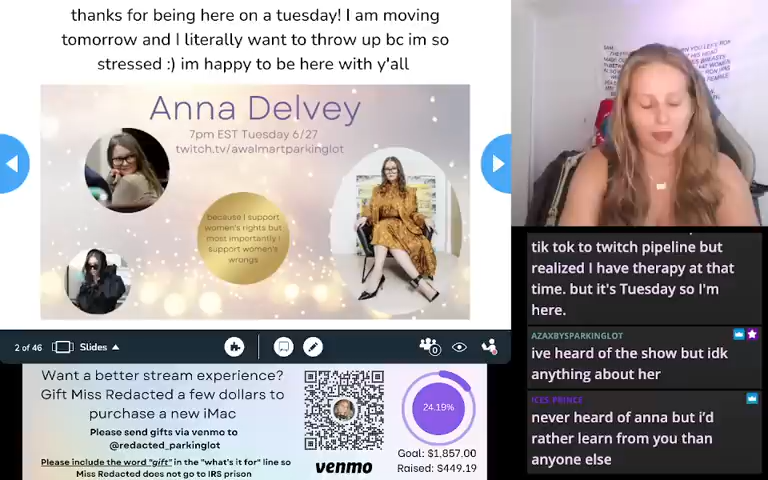 thanks for being here on a tuesday! I am moving
tomorrow and I literally want to throw up bc im so
stressed :) im happy to be here with y'all
Anna Delvey
7pm EST Tuesday 6/27
twitch.tv/awalmartparkinglot
because I support
women's rights but
most importantly I
support women's
wrongs
2 of 46
Slides
0
Want a better stream experience?
Gift Miss Redacted a few dollars to
purchase a new iMac
Please send gifts via venmo to
@redacted_parkinglot
Please include the word "gift" in the "what's it for" line so
Miss Redacted does not go to IRS prison
venmo
24.19%
Goal: $1,857.00
Raised: $449.19
tik tok to twitch pipeline but
realized I have therapy at that
time. but it's Tuesday so I'm
here.
AZAXBYSPARKINGLOT
ive heard of the show but idk
anything about her
ICES PRINCE
never heard of anna but i'd
rather learn from you than
anyone else